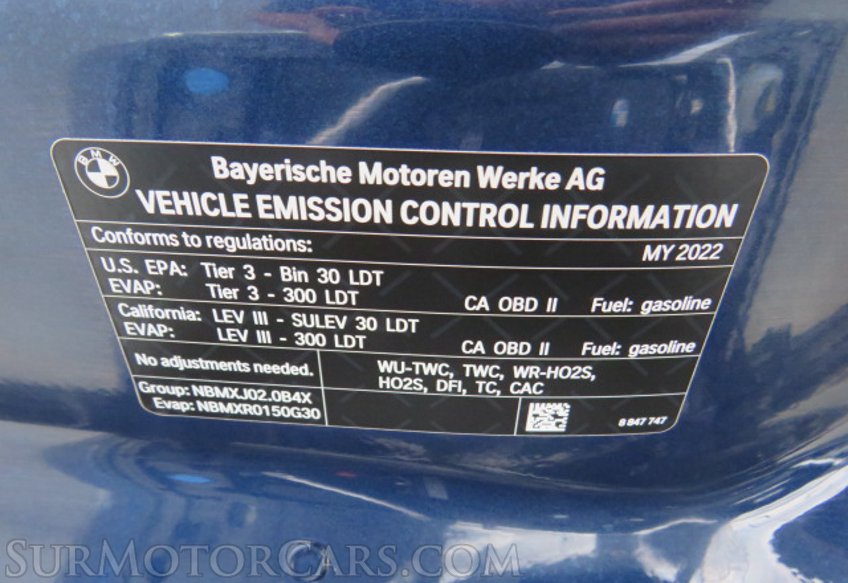 BMW
Bayerische Motoren Werke AG
VEHICLE EMISSION CONTROL INFORMATION
Conforms to regulations: MY 2022
U.S. EPA: Tier 3 - Bin 30 LDT
EVAP: Tier 3 - 300 LDT CA OBD II Fuel: gasoline
California: LEV III - SULEV 30 LDT
EVAP: LEV III - 300 LDT CA OBD II Fuel: gasoline
No adjustments needed.
WU-TWC, TWC, WR-HO2S,
HO2S, DFI, TC, CAC
Group: NBMXJ02.0B4X
Evap: NBMXR0150G30
8 847 747
SURMOTORCARS.COM